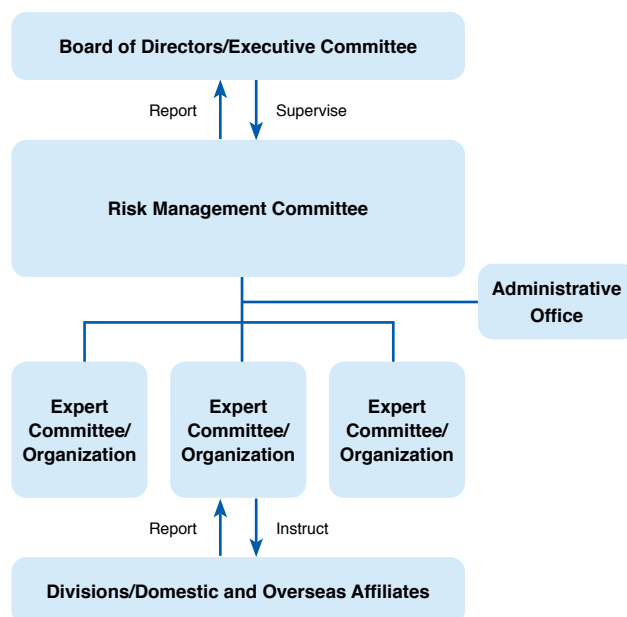 Board of Directors/Executive Committee
Report
Supervise
Risk Management Committee
Administrative
Office
Expert
Committee/
Organization
Expert
Committee/
Organization
Expert
Committee/
Organization
Report
Instruct
Divisions/Domestic and Overseas Affiliates